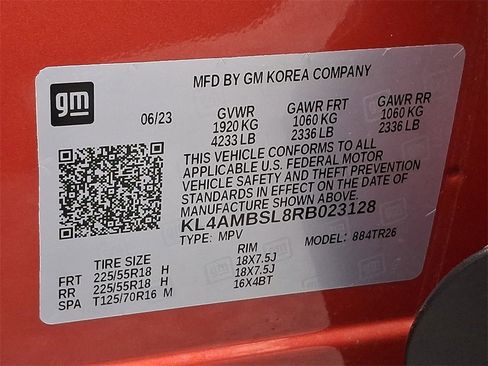 MFD BY GM KOREA COMPANY
gm
06/23 GVWR GAWR FRT GAWR RR
1920 KG 1060 KG 1060 KG
4233 LB 2336 LB 2336 LB
THIS VEHICLE CONFORMS TO ALL
APPLICABLE U.S. FEDERAL MOTOR
VEHICLE SAFETY AND THEFT PREVENTION
STANDARDS IN EFFECT ON THE DATE OF
MANUFACTURE SHOWN ABOVE.
KL4AMBSL8RB023128
TYPE: MPV MODEL: 884TR26
TIRE SIZE RIM
FRT 225/55R18 H 18X7.5J
RR 225/55R18 H 18X7.5J
SPA T125/70R16 M 16X4BT